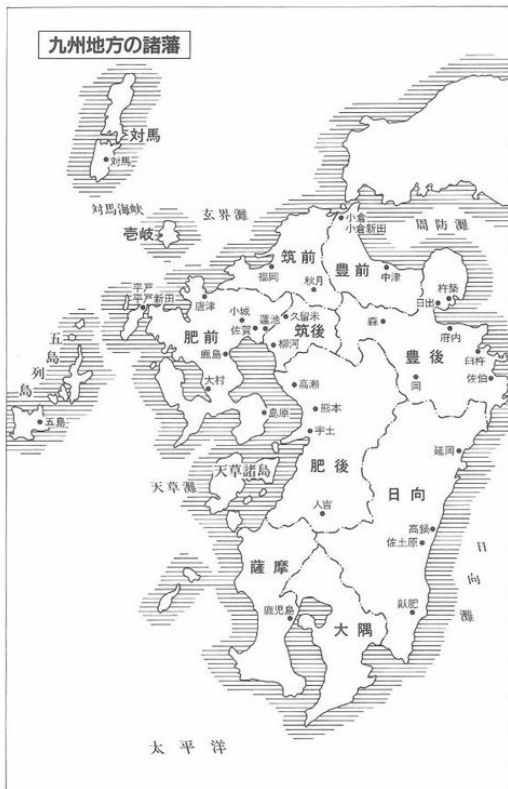 九州地方の諸藩
対馬
対馬
対馬海峡
玄界灘
壱岐
小倉
小倉新田
周防灘
筑前
豊前
福岡
秋月
中津
杵築
日出
平戸
平戸新田
唐津
小城
蓮池
久留米
佐賀
筑後
森
府内
肥前
柳河
豊後
臼杵
鹿島
岡
佐伯
五島列島
大村
高瀬
島原
熊本
五島
宇土
延岡
天草諸島
肥後
天草灘
日向
人吉
高鍋
佐土原
日向灘
薩摩
鹿児島
飫肥
大隅
太平洋